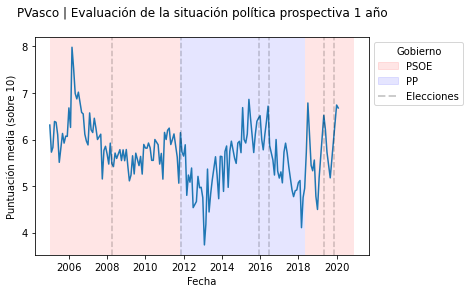 PVasco | Evaluación de la situación política prospectiva 1 año
Puntuación media (sobre 10)
8
7
6
5
4
2006 2008 2010 2012 2014 2016 2018 2020
Fecha
Gobierno
PSOE
PP
Elecciones